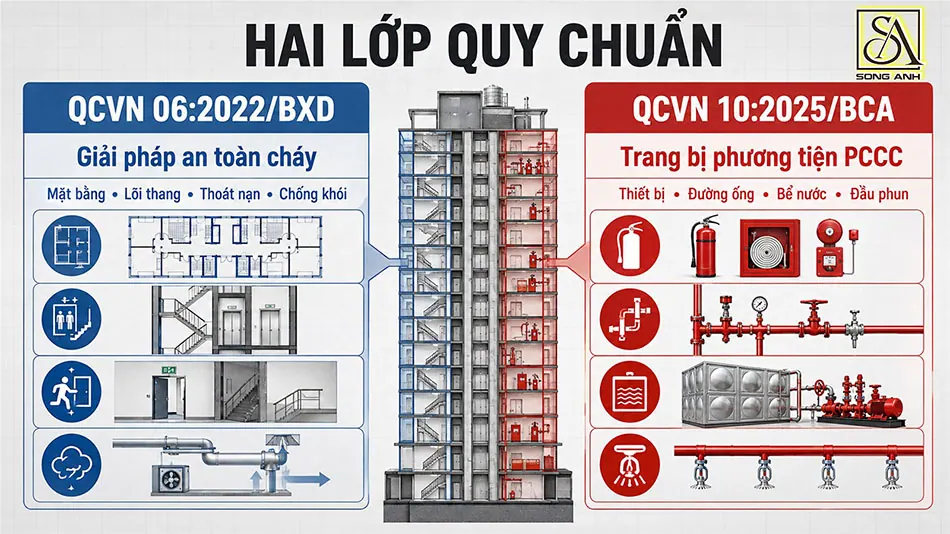 HAI LỚP QUY CHUẨN
SA
SONG ANH
QCVN 06:2022/BXD
Giải pháp an toàn cháy
Mặt bằng • Lõi thang • Thoát nạn • Chống khói
QCVN 10:2025/BCA
Trang bị phương tiện PCCC
Thiết bị • Đường ống • Bể nước • Đầu phun